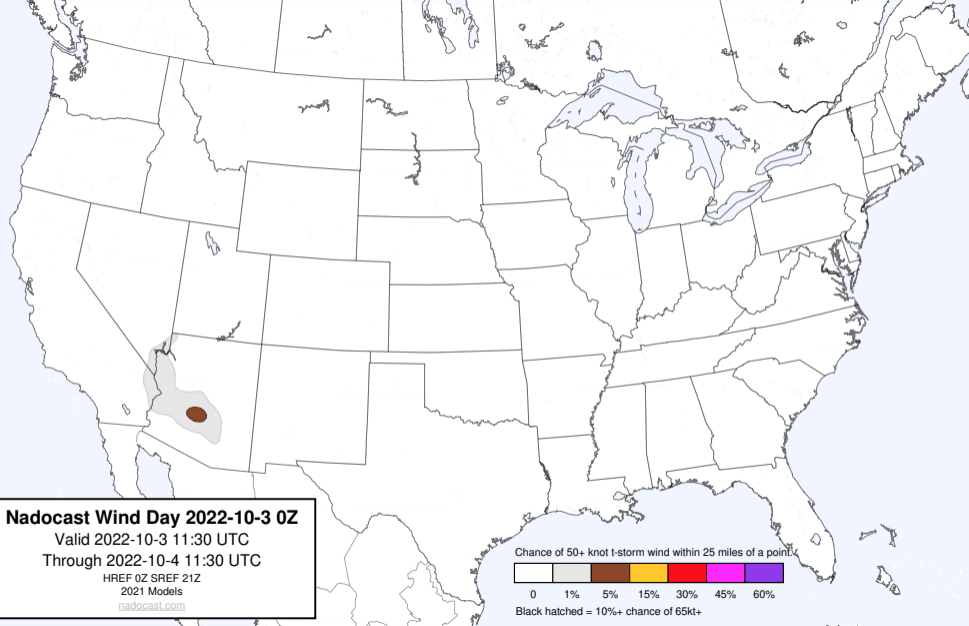 Nadocast Wind Day 2022-10-3 0Z
Valid 2022-10-3 11:30 UTC
Through 2022-10-4 11:30 UTC
HREF 0Z SREF 21Z
2021 Models
nadocast.com
Chance of 50+ knot t-storm wind within 25 miles of a point.
0 1% 5% 15% 30% 45% 60%
Black hatched = 10%+ chance of 65kt+